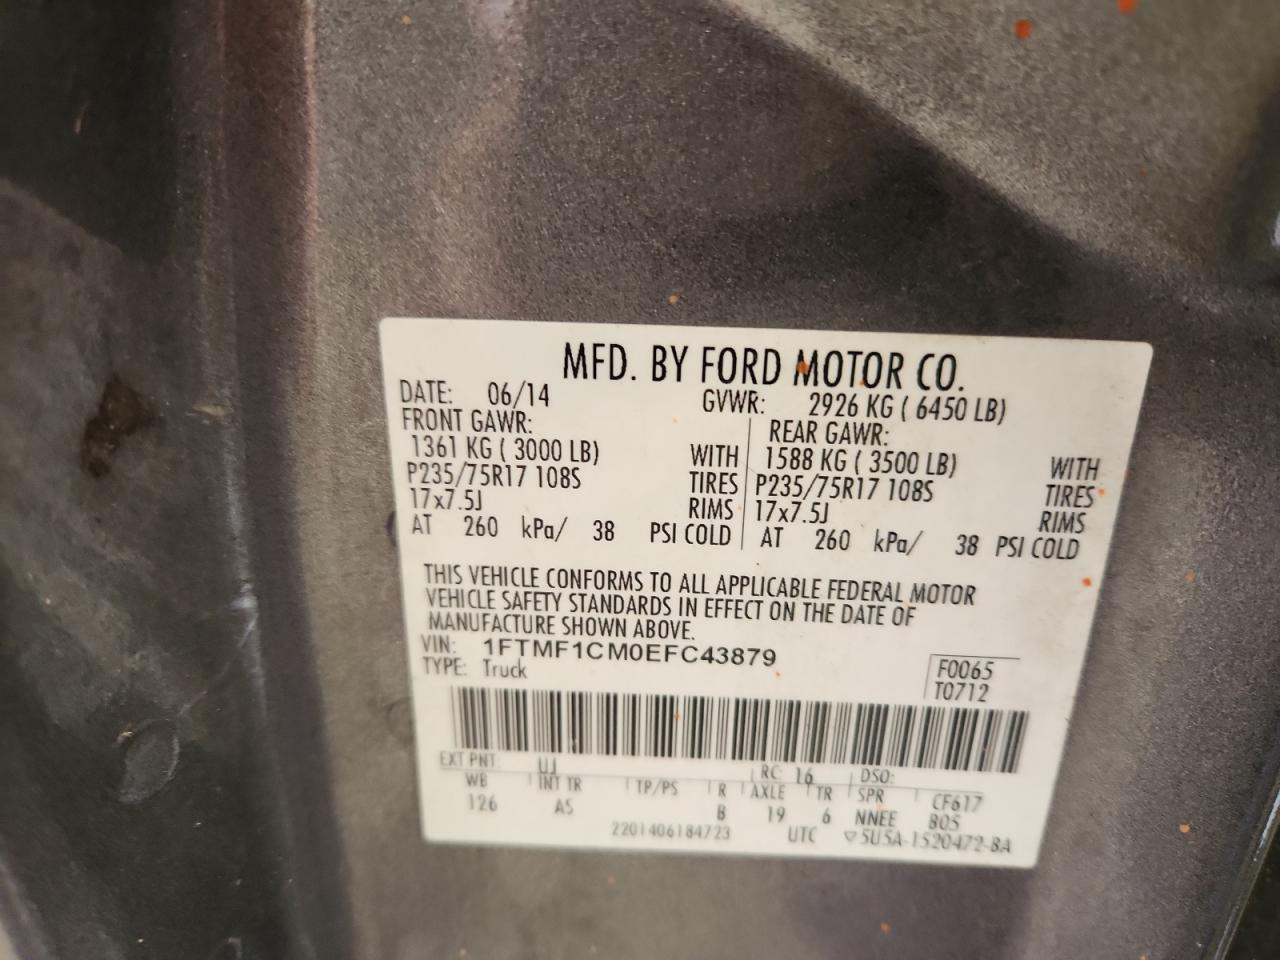 MFD. BY FORD MOTOR CO.
DATE: 06/14 GVWR: 2926 KG ( 6450 LB)
FRONT GAWR: REAR GAWR:
1361 KG ( 3000 LB) WITH 1588 KG ( 3500 LB) WITH
P235/75R17 108S TIRES P235/75R17 108S TIRES
17x7.5J RIMS 17x7.5J RIMS
AT 260 kPa/ 38 PSI COLD AT 260 kPa/ 38 PSI COLD
THIS VEHICLE CONFORMS TO ALL APPLICABLE FEDERAL MOTOR
VEHICLE SAFETY STANDARDS IN EFFECT ON THE DATE OF
MANUFACTURE SHOWN ABOVE.
VIN: 1FTMF1CM0EFC43879
TYPE: Truck
F0065
T0712
EXT PNT: UJ RC: 16 DSO:
WB INT TR TP/PS R AXLE TR SPR CF617
126 AS B 19 6 NNEE B05
2201406184723 UTC ▽5U5A-1520472-BA